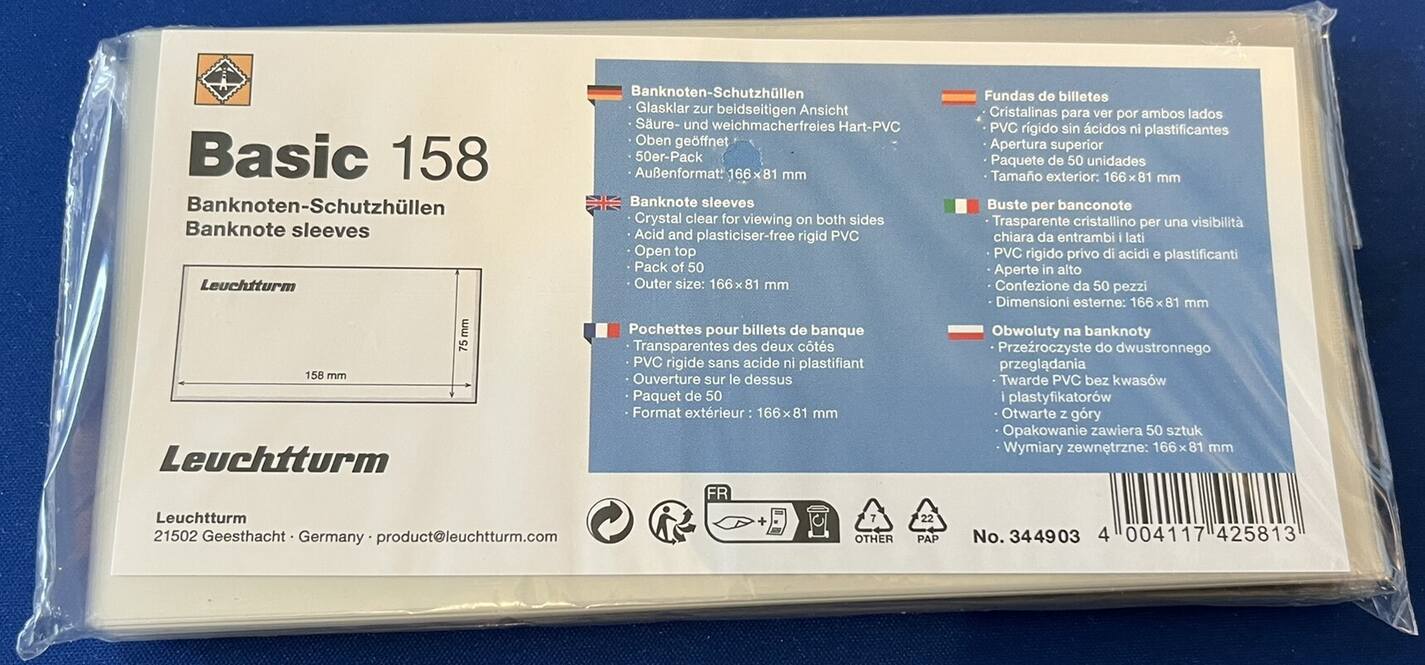 Basic 158
Banknoten-Schutzhüllen
Banknote sleeves
Leuchtturm
75 mm
158 mm
Leuchtturm
Leuchtturm
21502 Geesthacht · Germany · product@leuchtturm.com
Banknoten-Schutzhüllen
· Glasklar zur beidseitigen Ansicht
· Säure- und weichmacherfreies Hart-PVC
· Oben geöffnet
· 50er-Pack
· Außenformat: 166×81 mm
Banknote sleeves
· Crystal clear for viewing on both sides
· Acid and plasticiser-free rigid PVC
· Open top
· Pack of 50
· Outer size: 166×81 mm
Pochettes pour billets de banque
· Transparentes des deux côtés
· PVC rigide sans acide ni plastifiant
· Ouverture sur le dessus
· Paquet de 50
· Format extérieur : 166×81 mm
Fundas de billetes
· Cristalinas para ver por ambos lados
· PVC rígido sin ácidos ni plastificantes
· Apertura superior
· Paquete de 50 unidades
· Tamaño exterior: 166×81 mm
Buste per banconote
· Trasparente cristallino per una visibilità
chiara da entrambi i lati
· PVC rigido privo di acidi e plastificanti
· Aperte in alto
· Confezione da 50 pezzi
· Dimensioni esterne: 166×81 mm
Obwoluty na banknoty
· Przeźroczyste do dwustronnego
przeglądania
· Twarde PVC bez kwasów
i plastyfikatorów
· Otwarte z góry
· Opakowanie zawiera 50 sztuk
· Wymiary zewnętrzne: 166×81 mm
FR
7
OTHER
22
PAP
No. 344903
4 004117 425813